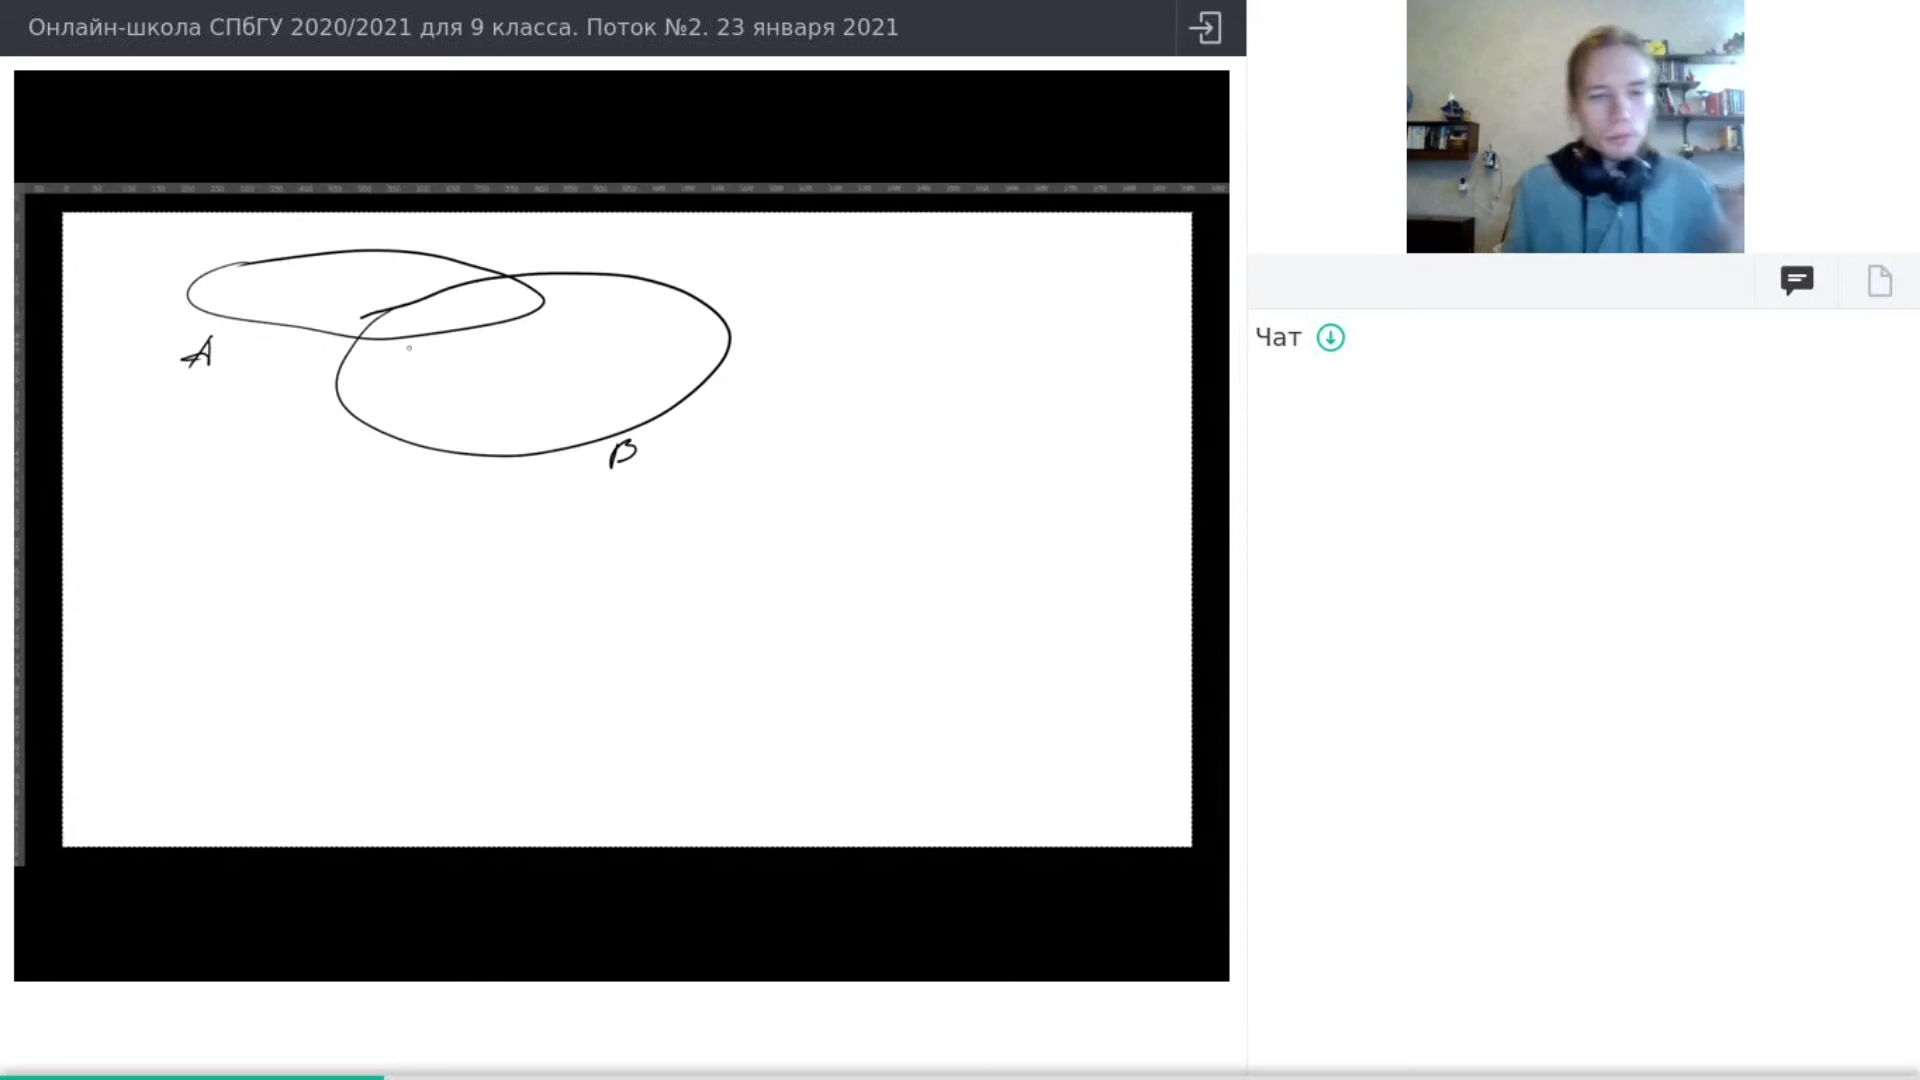 Онлайн-школа СПбГУ 2020/2021 для 9 класса. Поток №2. 23 января 2021
A
B
Чат